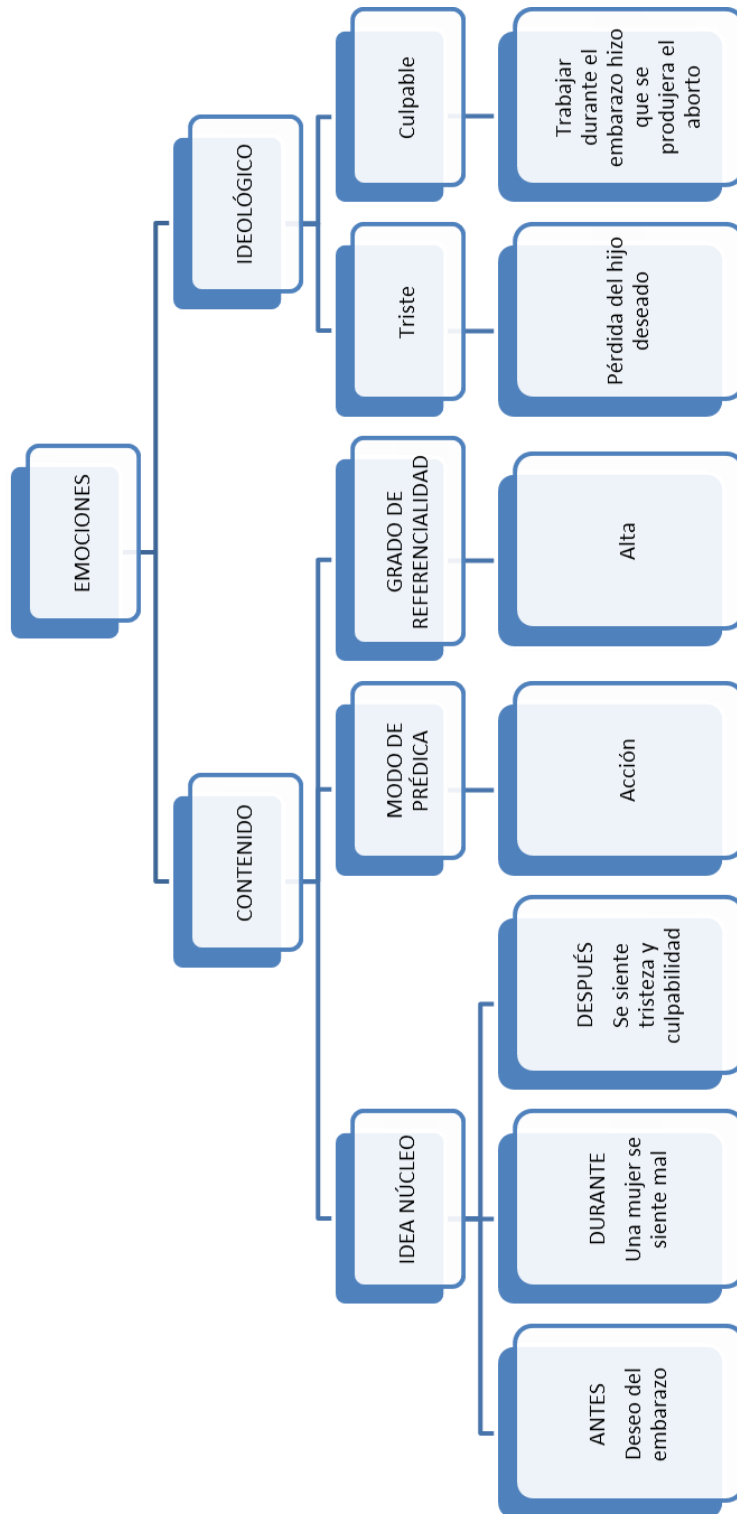 EMOCIONES
CONTENIDO
IDEOLÓGICO
IDEA NÚCLEO
MODO DE
PRÉDICA
GRADO DE
REFERENCIALIDAD
Triste
Culpable
ANTES
Deseo del
embarazo
DURANTE
Una mujer se
siente mal
DESPUÉS
Se siente
tristeza y
culpabilidad
Acción
Alta
Pérdida del hijo
deseado
Trabajar
durante el
embarazo hizo
que se
produjera el
aborto